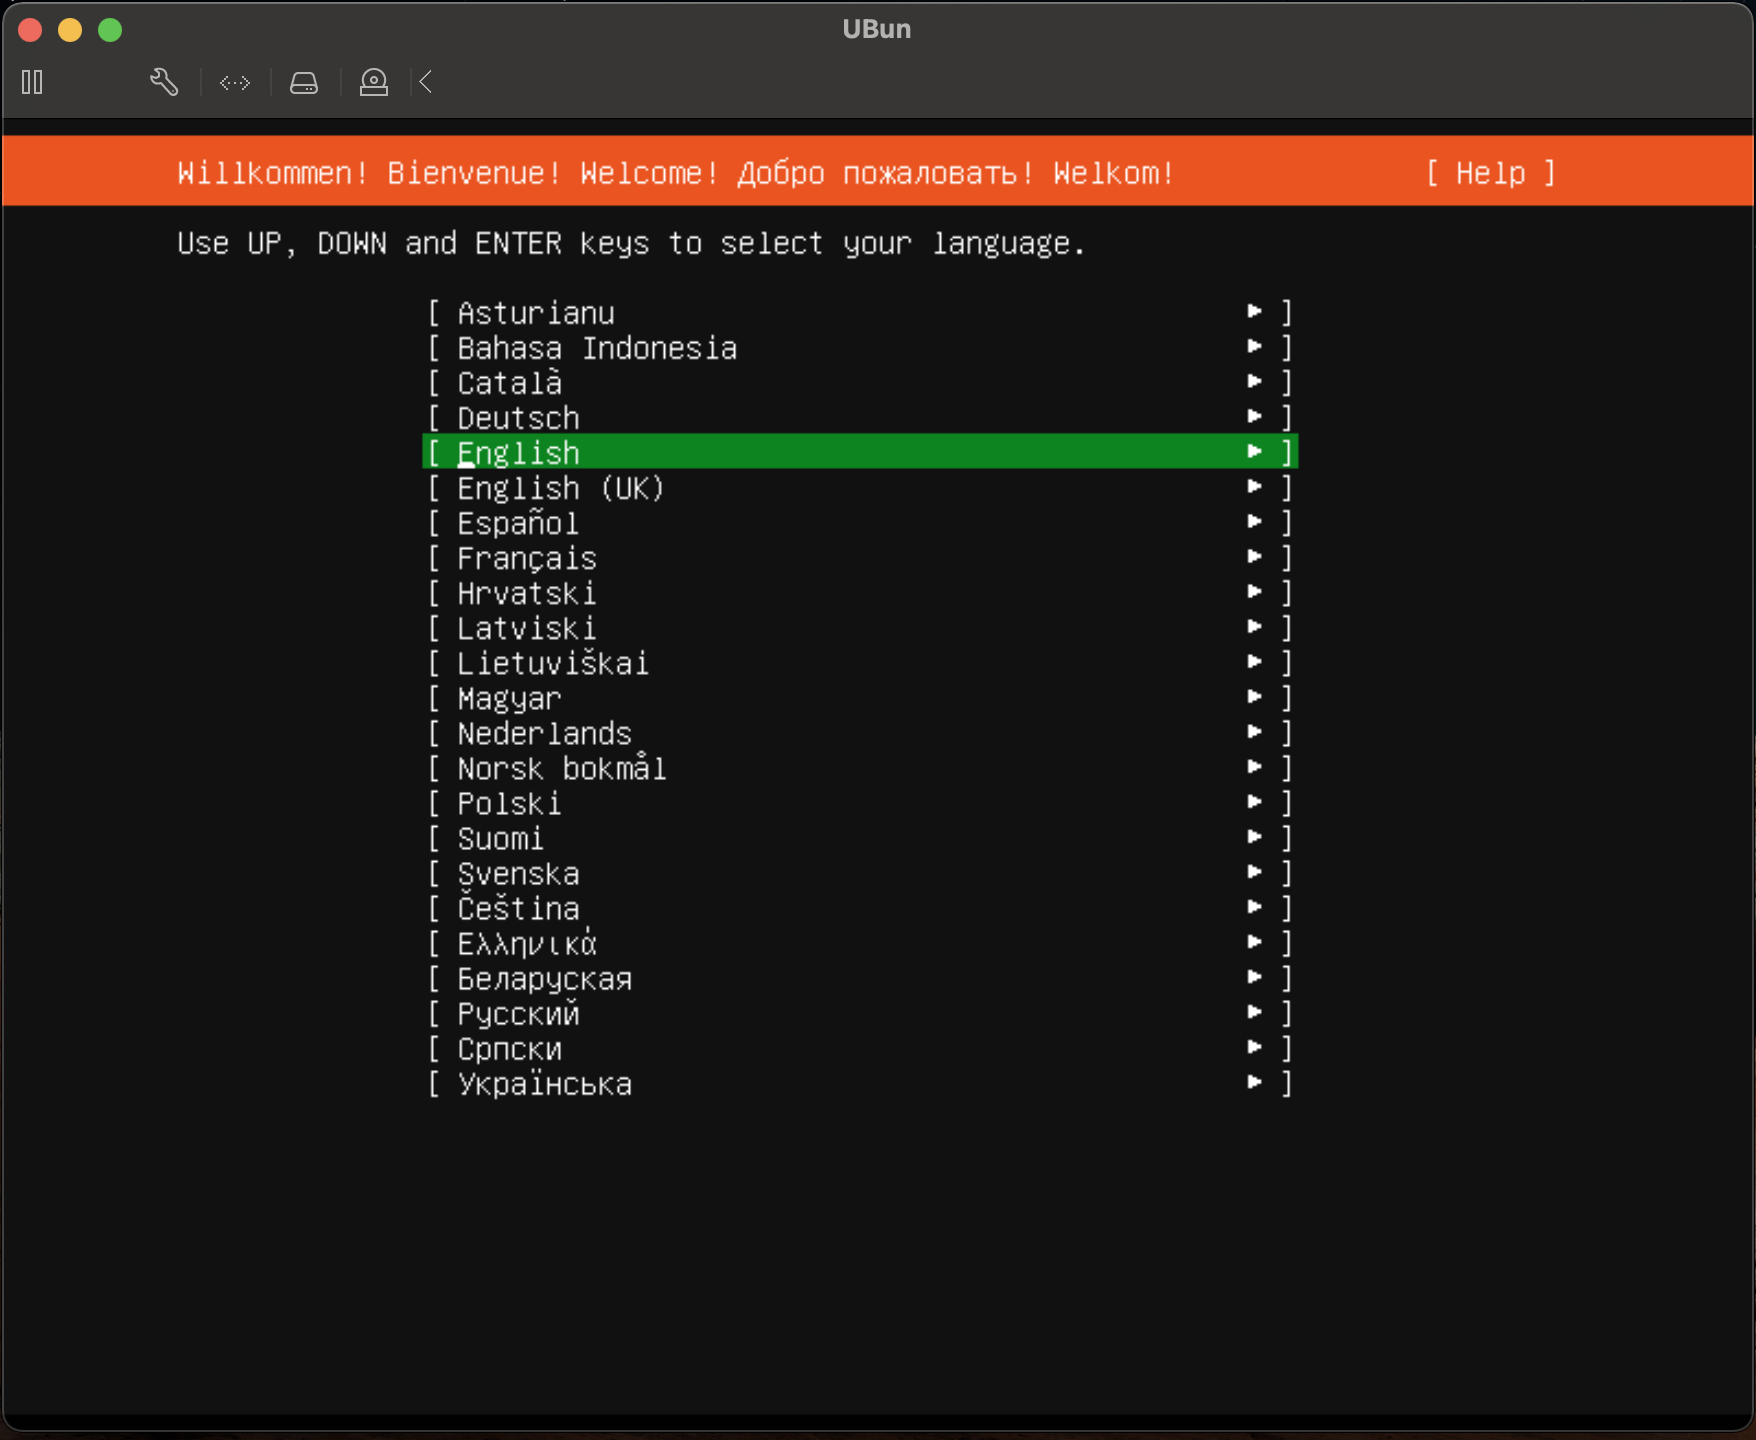 UBun
Willkommen! Bienvenue! Welcome! Добро пожаловать! Welkom! [ Help ]
Use UP, DOWN and ENTER keys to select your language.
[ Asturianu ▸ ]
[ Bahasa Indonesia ▸ ]
[ Català ▸ ]
[ Deutsch ▸ ]
[ English ▸ ]
[ English (UK) ▸ ]
[ Español ▸ ]
[ Français ▸ ]
[ Hrvatski ▸ ]
[ Latviski ▸ ]
[ Lietuviškai ▸ ]
[ Magyar ▸ ]
[ Nederlands ▸ ]
[ Norsk bokmål ▸ ]
[ Polski ▸ ]
[ Suomi ▸ ]
[ Svenska ▸ ]
[ Čeština ▸ ]
[ Ελληνικά ▸ ]
[ Беларуская ▸ ]
[ Русский ▸ ]
[ Српски ▸ ]
[ Українська ▸ ]